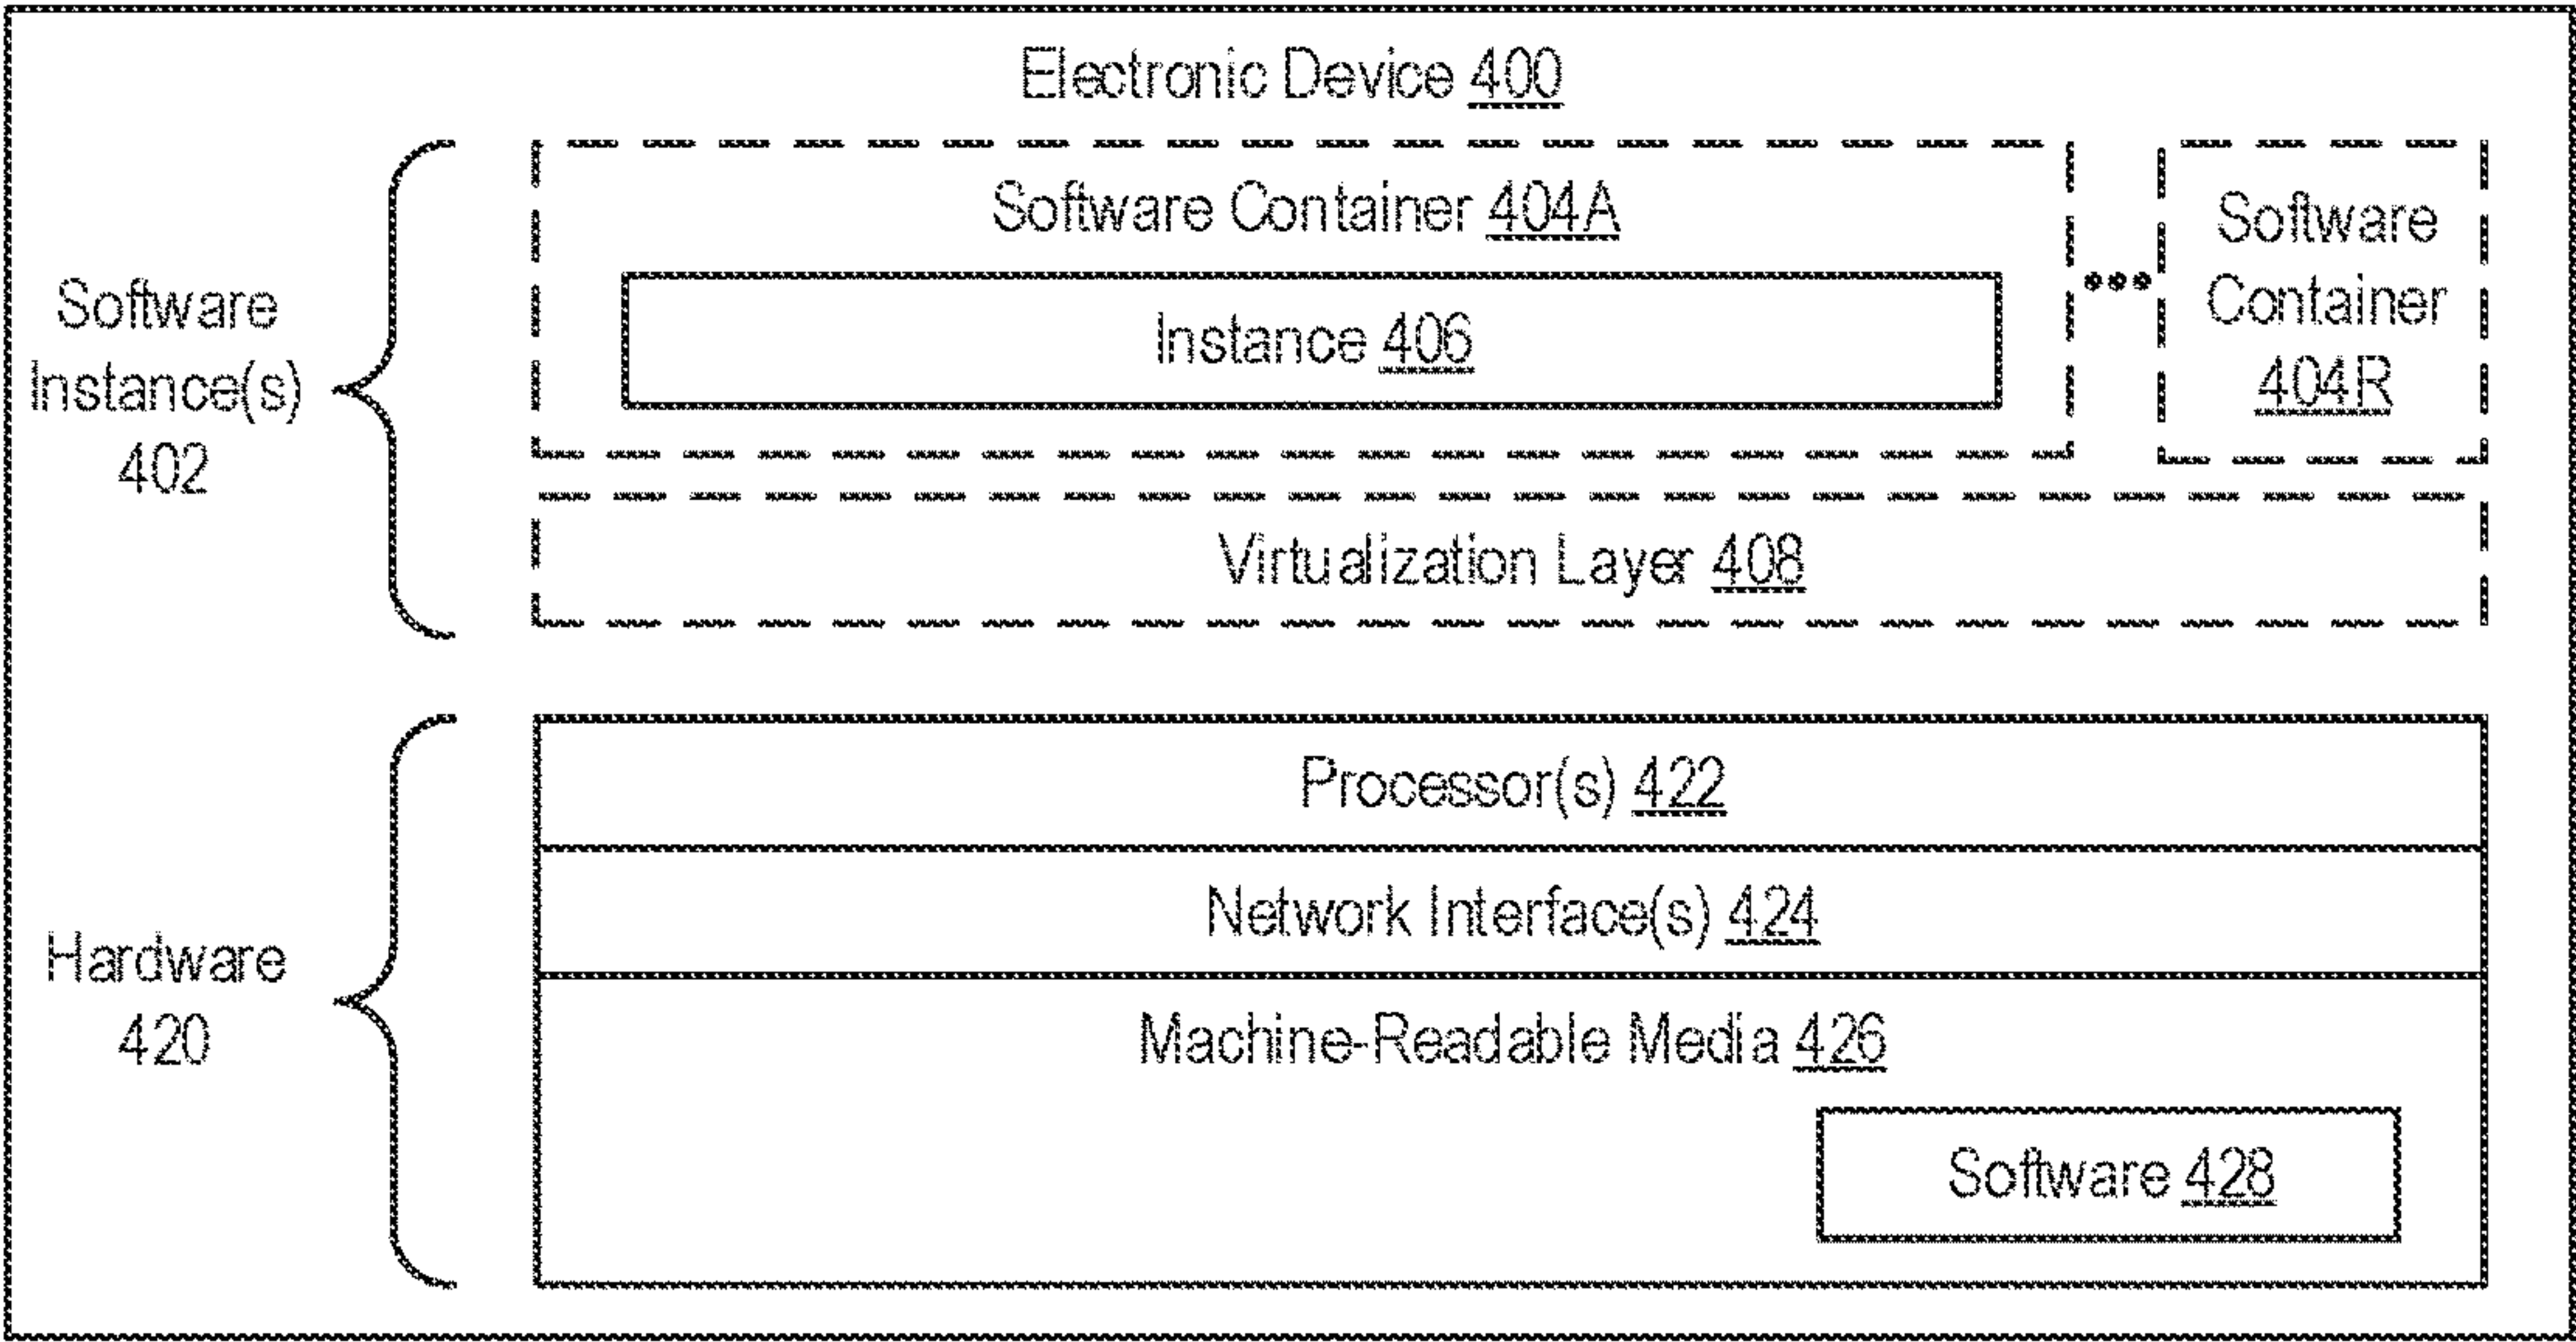 Electronic Device 400
Software Container 404A
Software
Container
404R
Instance 406
Software
Instance(s)
402
Virtualization Layer 408
Processor(s) 422
Network Interface(s) 424
Hardware
420
Machine-Readable Media 426
Software 428